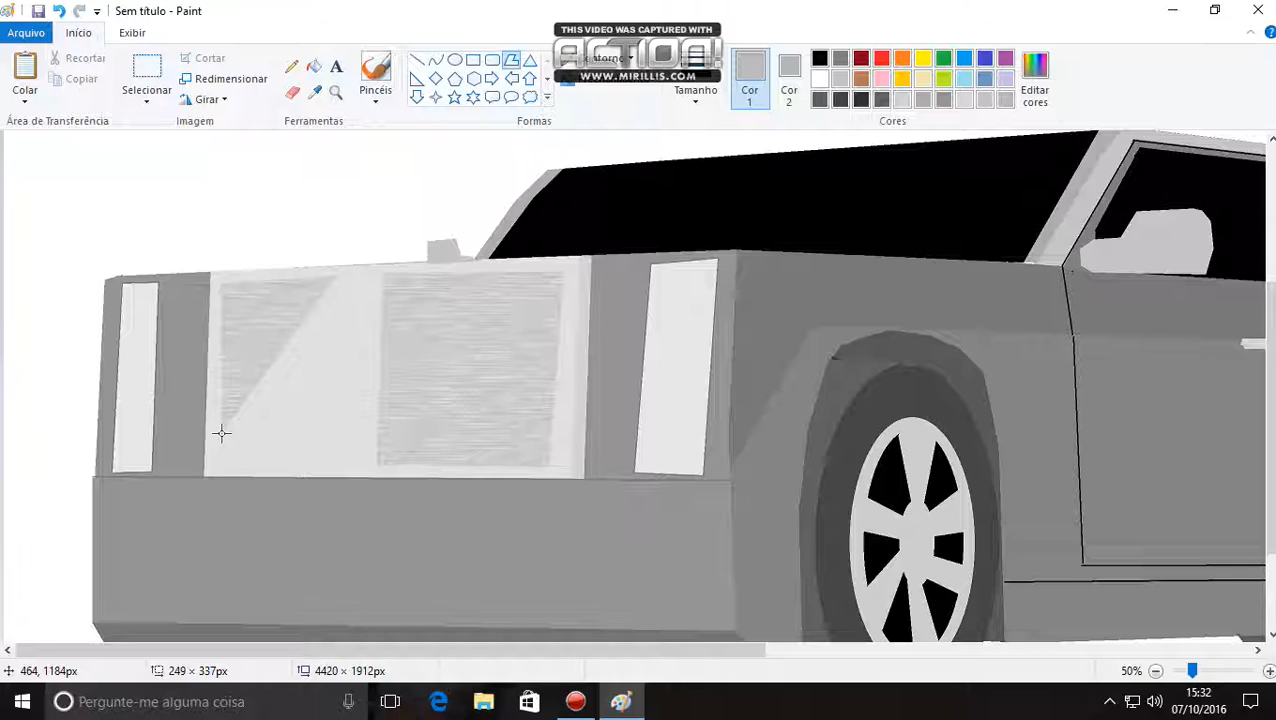 Sem título - Paint
THIS VIDEO WAS CAPTURED WITH
ACTION!
WWW.MIRILLIS.COM
Arquivo
Início
Exibir
Colar
Recortar
Copiar
Área de Transferência
Selecionar
Cortar
Redimensionar
Girar
Imagem
Ferramentas
Pincéis
Formas
Tamanho
Cor
1
Cor
2
Cores
Editar
cores
464, 1184px
249 × 337px
4420 × 1912px
50%
Pergunte-me alguma coisa
15:32
07/10/2016